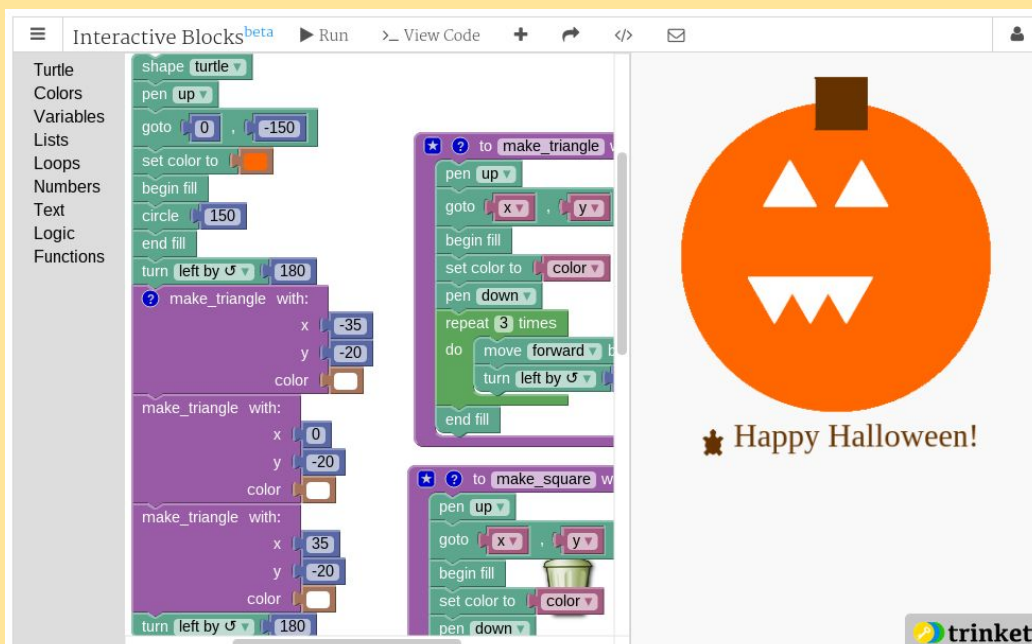 Interactive Blocks beta Run >_ View Code </>
Turtle
Colors
Variables
Lists
Loops
Numbers
Text
Logic
Functions
shape turtle
pen up
goto 0 , -150
set color to
begin fill
circle 150
end fill
turn left by 180
make_triangle with:
x -35
y -20
color
make_triangle with:
x 0
y -20
color
make_triangle with:
x 35
y -20
color
turn left by 180
to make_triangle
pen up
goto x , y
begin fill
set color to color
pen down
repeat 3 times
do move forward
turn left by
end fill
to make_square
pen up
goto x , y
begin fill
set color to color
pen down
Happy Halloween!
trinket